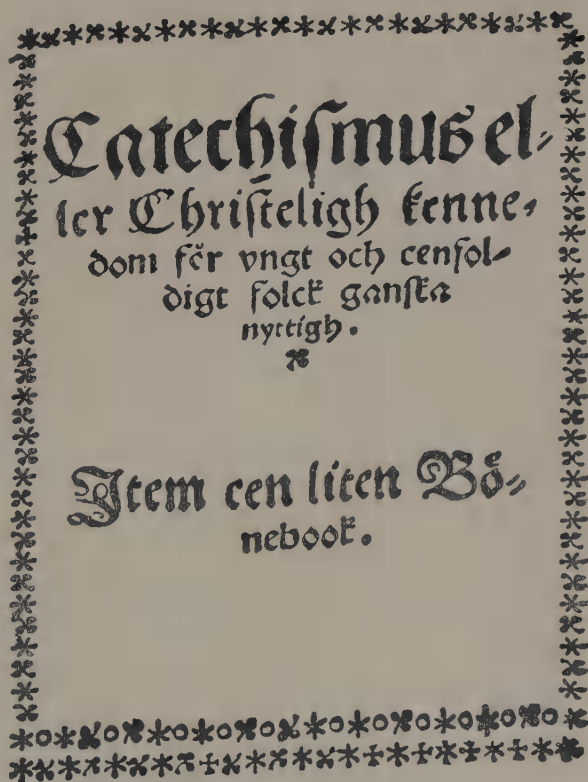 Catechismus el⸗
ler Christeligh kenne⸗
dom för vngt och eenfol⸗
digt folck ganska
nyttigh.
Item een liten Bö⸗
nebook.